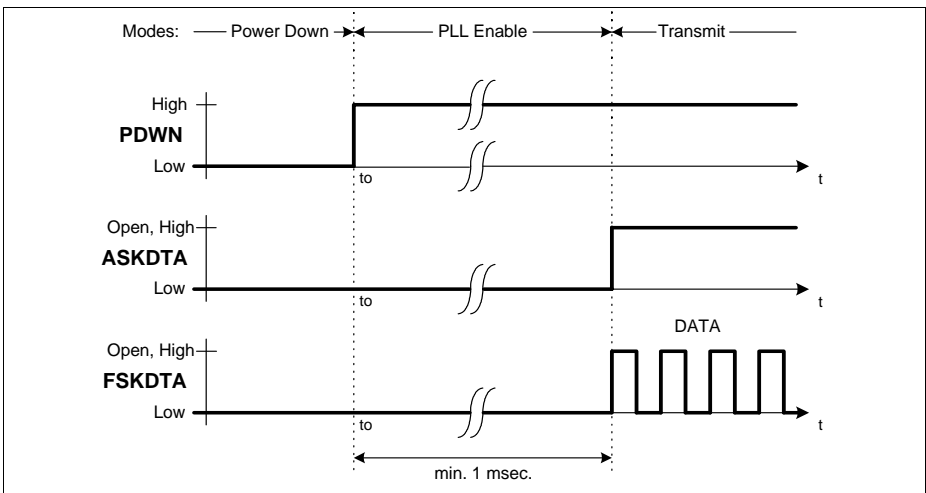 Modes: Power Down PLL Enable Transmit
High
PDWN
Low
to
t
Open, High
ASKDTA
Low
to
t
DATA
Open, High
FSKDTA
Low
to
t
min. 1 msec.